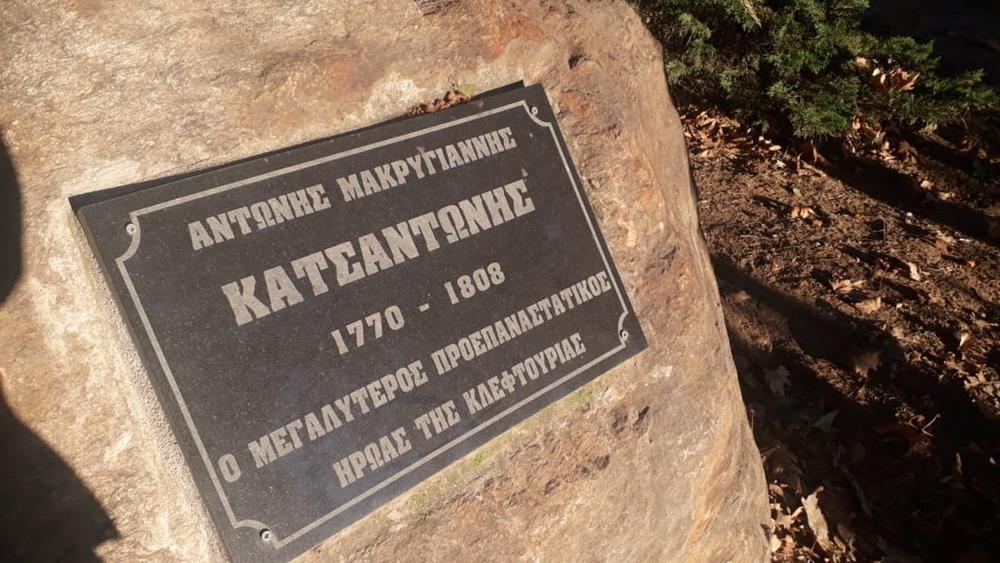 ΑΝΤΩΝΗΣ ΜΑΚΡΥΓΙΑΝΝΗΣ
ΚΑΤΣΑΝΤΩΝΗΣ
1770 - 1808
Ο ΜΕΓΑΛΥΤΕΡΟΣ ΠΡΟΕΠΑΝΑΣΤΑΤΙΚΟΣ
ΗΡΩΑΣ ΤΗΣ ΚΛΕΦΤΟΥΡΙΑΣ